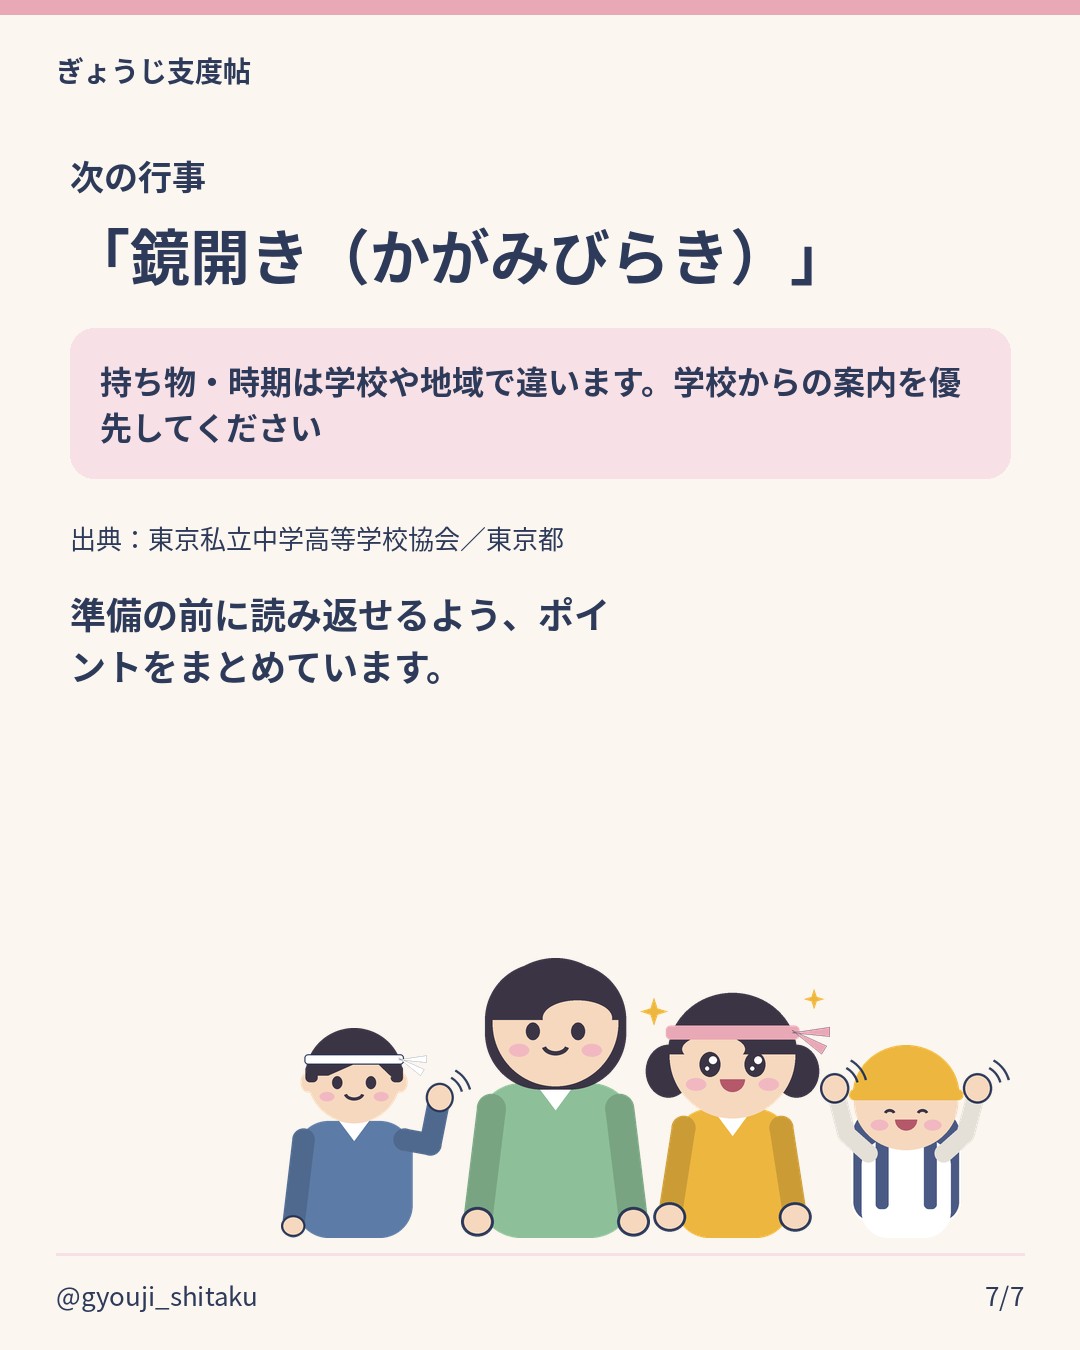 ぎょうじ支度帖
次の行事
「鏡開き（かがみびらき）」
持ち物・時期は学校や地域で違います。学校からの案内を優
先してください
出典：東京私立中学高等学校協会／東京都
準備の前に読み返せるよう、ポイ
ントをまとめています。
@gyouji_shitaku
7/7